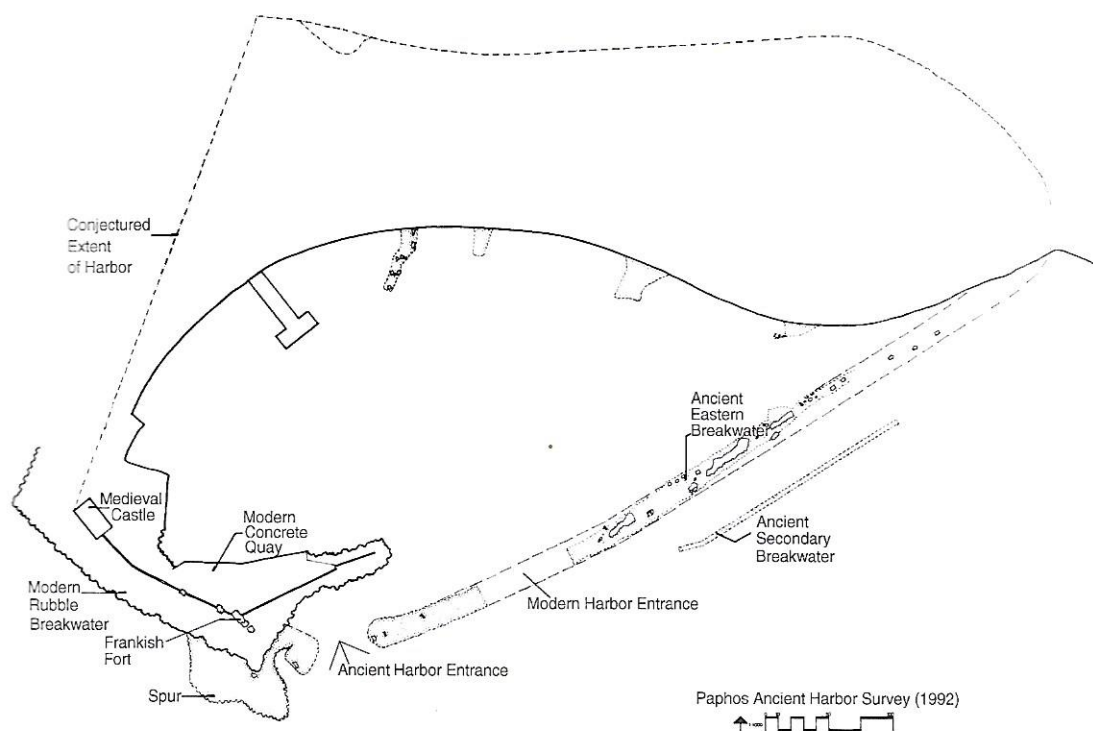 Conjectured
Extent
of Harbor
Ancient
Eastern
Breakwater
Medieval
Castle
Modern
Concrete
Quay
Ancient
Secondary
Breakwater
Modern
Rubble
Breakwater
Modern Harbor Entrance
Frankish
Fort
Ancient Harbor Entrance
Spur
Paphos Ancient Harbor Survey (1992)